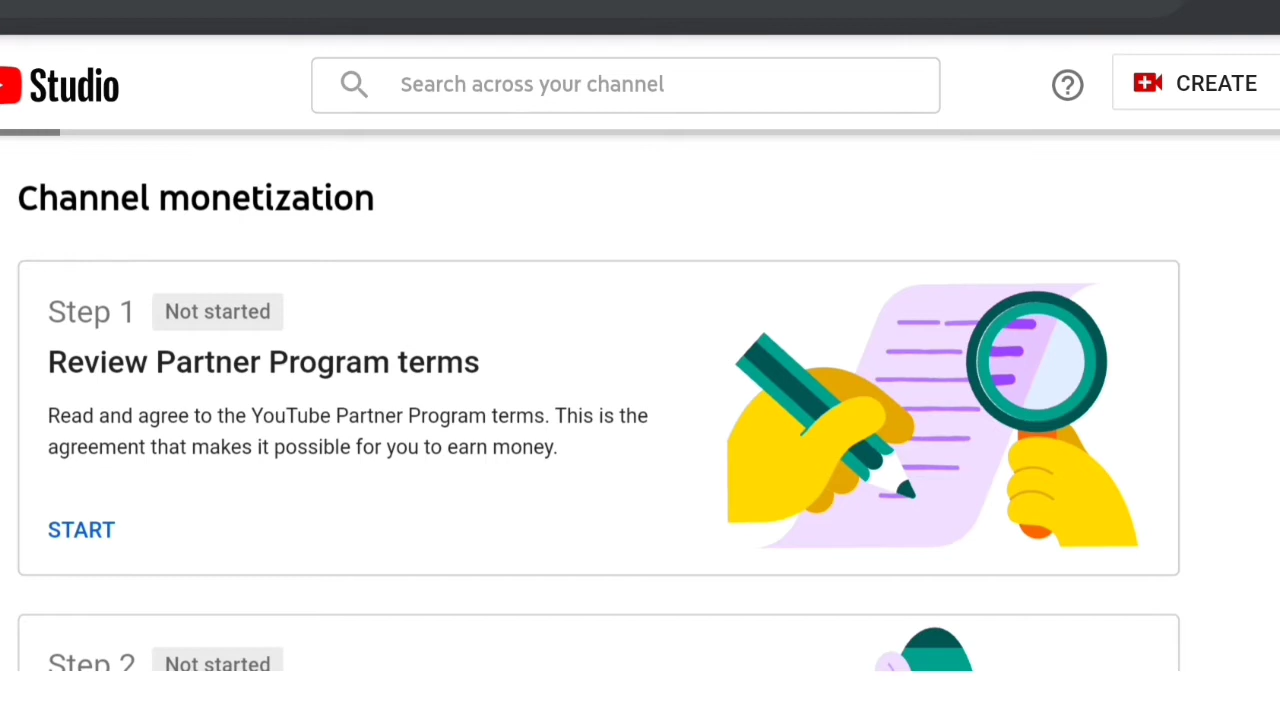 Studio
Search across your channel
CREATE
Channel monetization
Step 1 Not started
Review Partner Program terms
Read and agree to the YouTube Partner Program terms. This is the
agreement that makes it possible for you to earn money.
START
Step 2 Not started